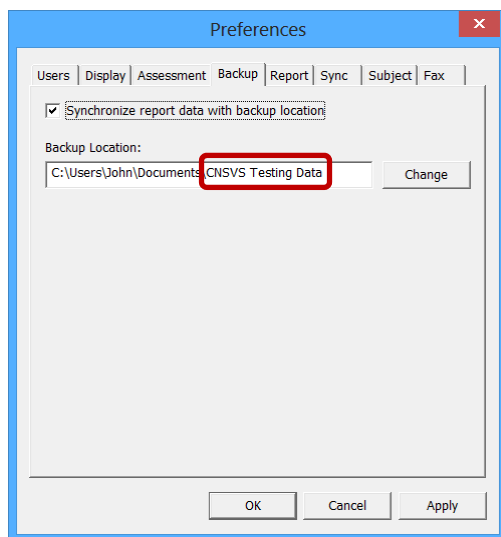 Preferences
Users Display Assessment Backup Report Sync Subject Fax
Synchronize report data with backup location
Backup Location:
C:\Users\John\Documents\CNSVS Testing Data Change
OK Cancel Apply